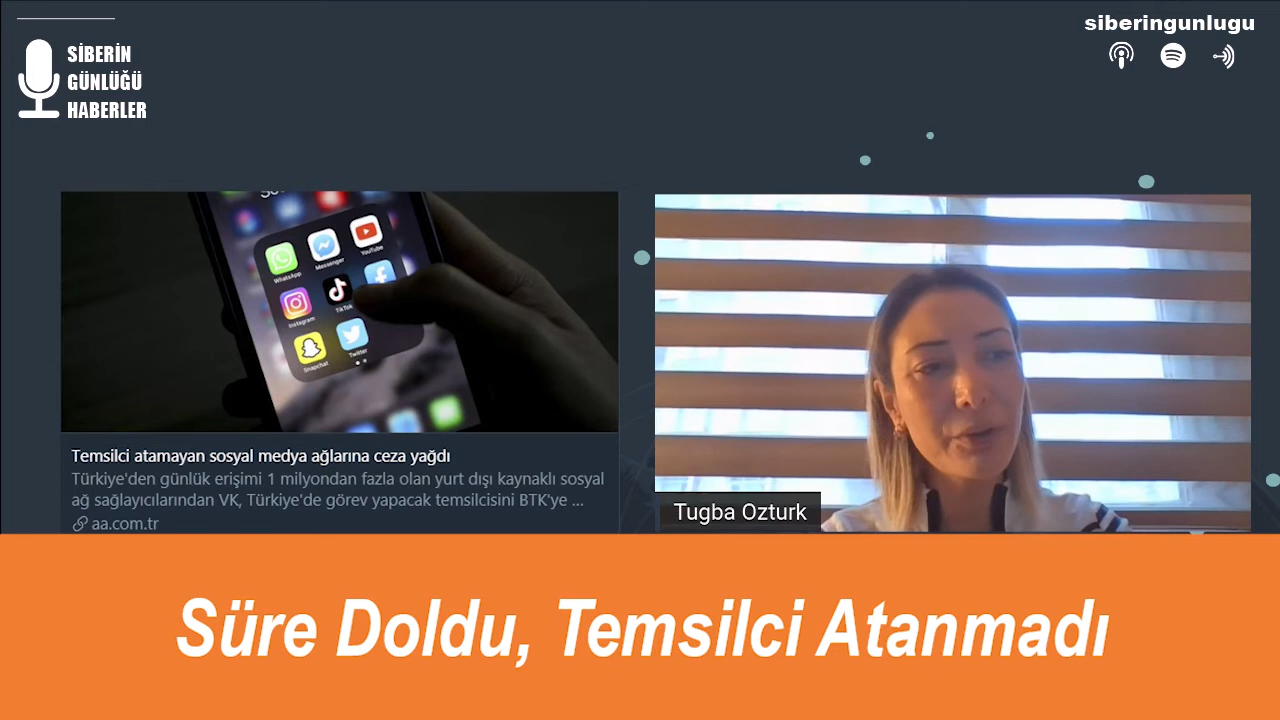 siberingunlugu
SİBERİN
GÜNLÜĞÜ
HABERLER
WhatsApp
Messenger
YouTube
Instagram
TikTok
Snapchat
Twitter
Temsilci atamayan sosyal medya ağlarına ceza yağdı
Türkiye'den günlük erişimi 1 milyondan fazla olan yurt dışı kaynaklı sosyal
ağ sağlayıcılarından VK, Türkiye'de görev yapacak temsilcisini BTK'ye ...
aa.com.tr
Tugba Ozturk
Süre Doldu, Temsilci Atanmadı